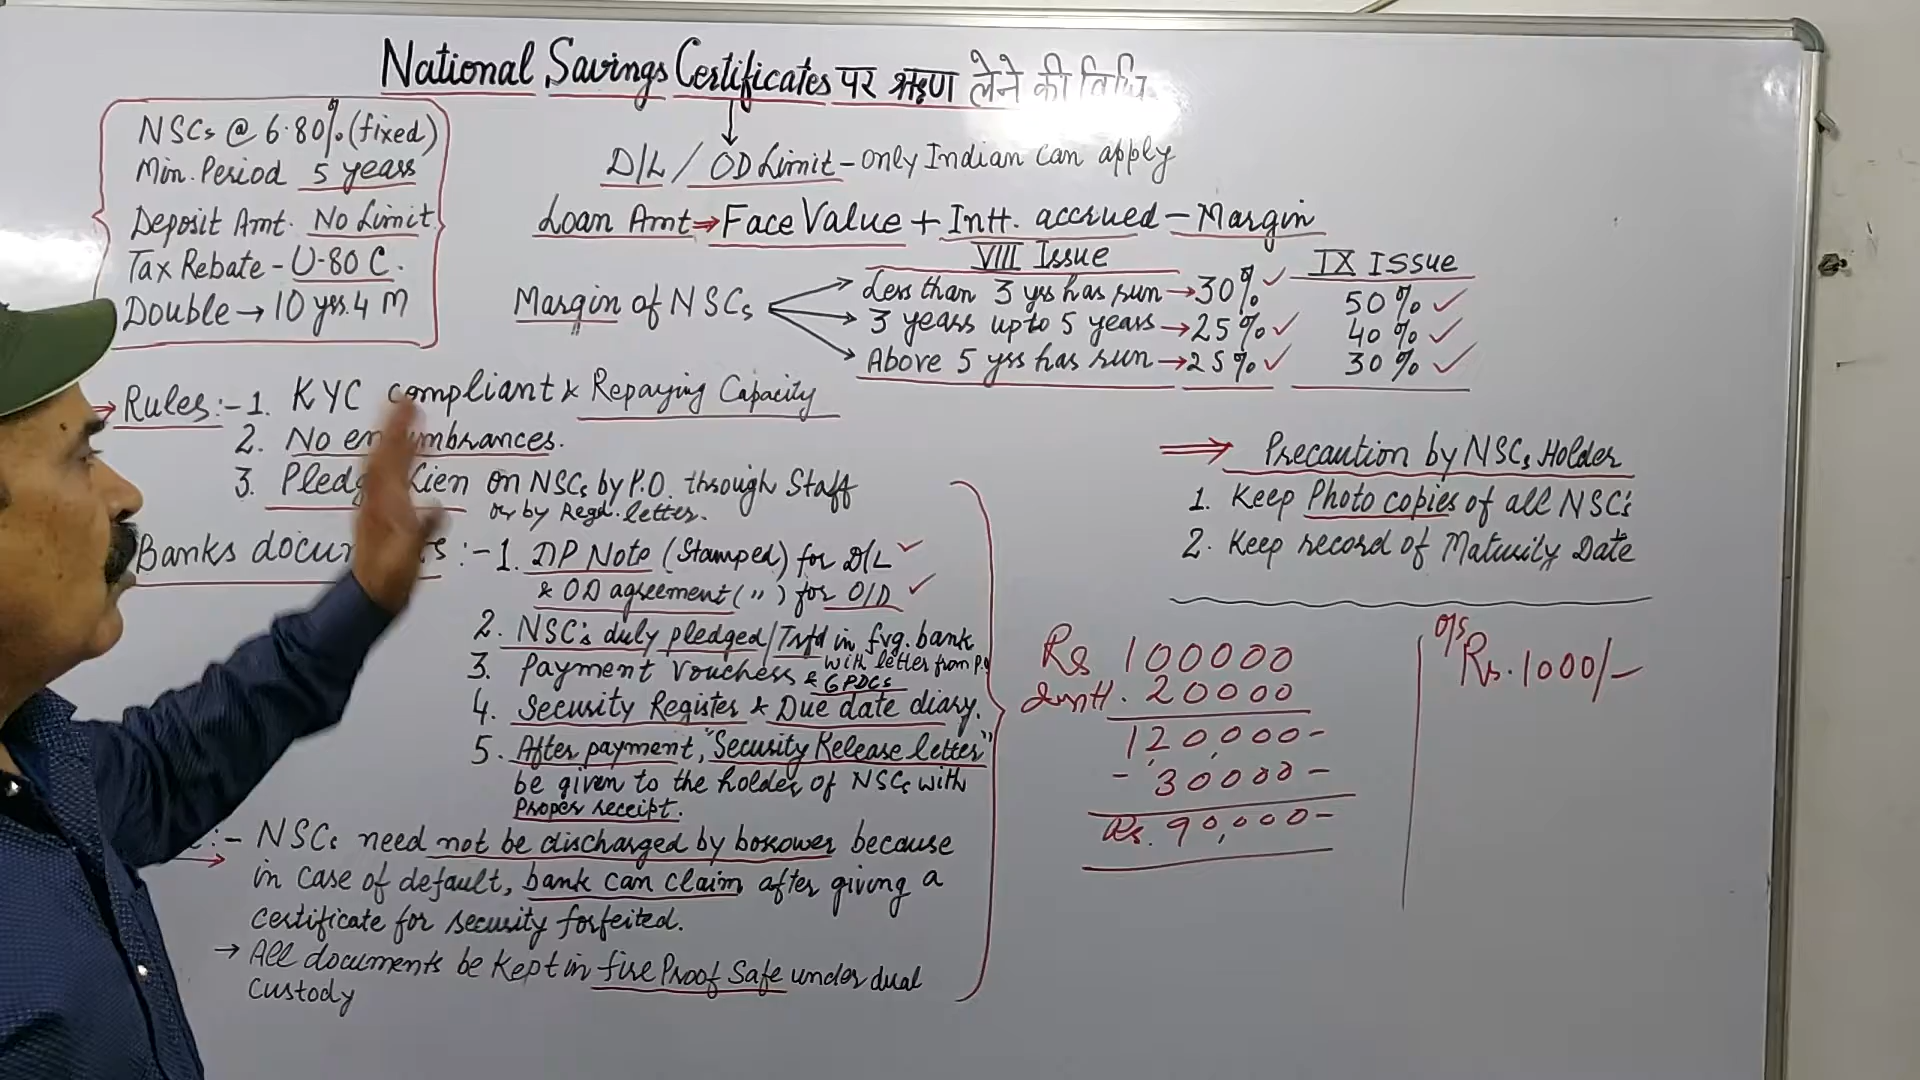 National Savings Certificates पर ऋण लेने की विधि
NSCs @ 6.80% (fixed)
Min. Period 5 years
Deposit Amt. No Limit
Tax Rebate - U-80 C.
Double → 10 yrs. 4 M
D/L / OD Limit - only Indian can apply
Loan Amt ⇒ Face Value + Intt. accrued - Margin
VIII Issue IX Issue
Margin of NSCs
Less than 3 yrs has run → 30% ✓ 50% ✓
3 years upto 5 years → 25% ✓ 40% ✓
Above 5 yrs has run → 25% ✓ 30% ✓
⇒ Rules:- 1. KYC compliant & Repaying Capacity
2. No encumbrances.
3. Pledge Lien on NSCs by P.O. through Staff
or by Regd. letter.
Banks documents :- 1. DP Note (Stamped) for D/L ✓
& OD agreement ( " ) for O/D ✓
2. NSC's duly pledged/Trfd in frg. bank
with letter from P.O
3. Payment Vouchers & 6 PDCs
4. Security Register & Due date diary.
5. After payment, "Security Release letter"
be given to the holder of NSCs with
Proper receipt.
:- NSCs need not be discharged by borrower because
in case of default, bank can claim after giving a
certificate for security forfeited.
→ All documents be kept in fire Proof Safe under dual
custody
⇒ Precaution by NSCs Holder
1. Keep Photo copies of all NSC's
2. Keep record of Maturity Date
Rs 100000
Intt. 20000
120,000-
- 30000-
Rs. 90,000-
O/S Rs. 1000/-